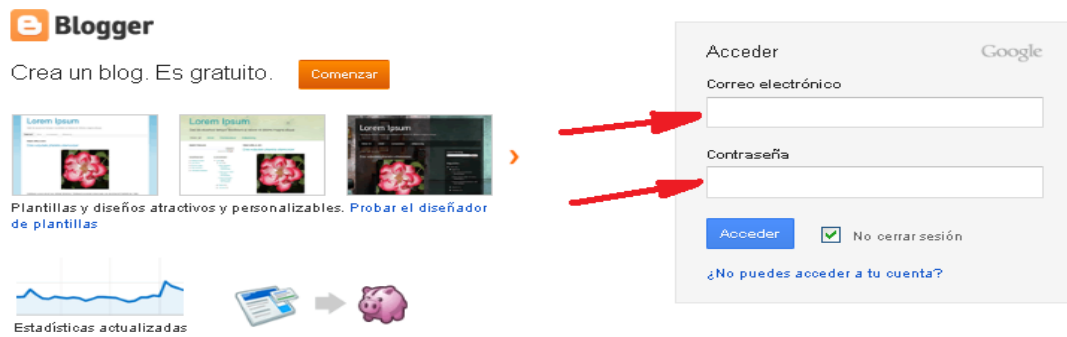 Blogger
Crea un blog. Es gratuito.
Comenzar
Lorem Ipsum
Lorem Ipsum
Lorem Ipsum
Plantillas y diseños atractivos y personalizables. Probar el diseñador
de plantillas
Estadísticas actualizadas
Acceder
Google
Correo electrónico
Contraseña
Acceder
No cerrar sesión
¿No puedes acceder a tu cuenta?